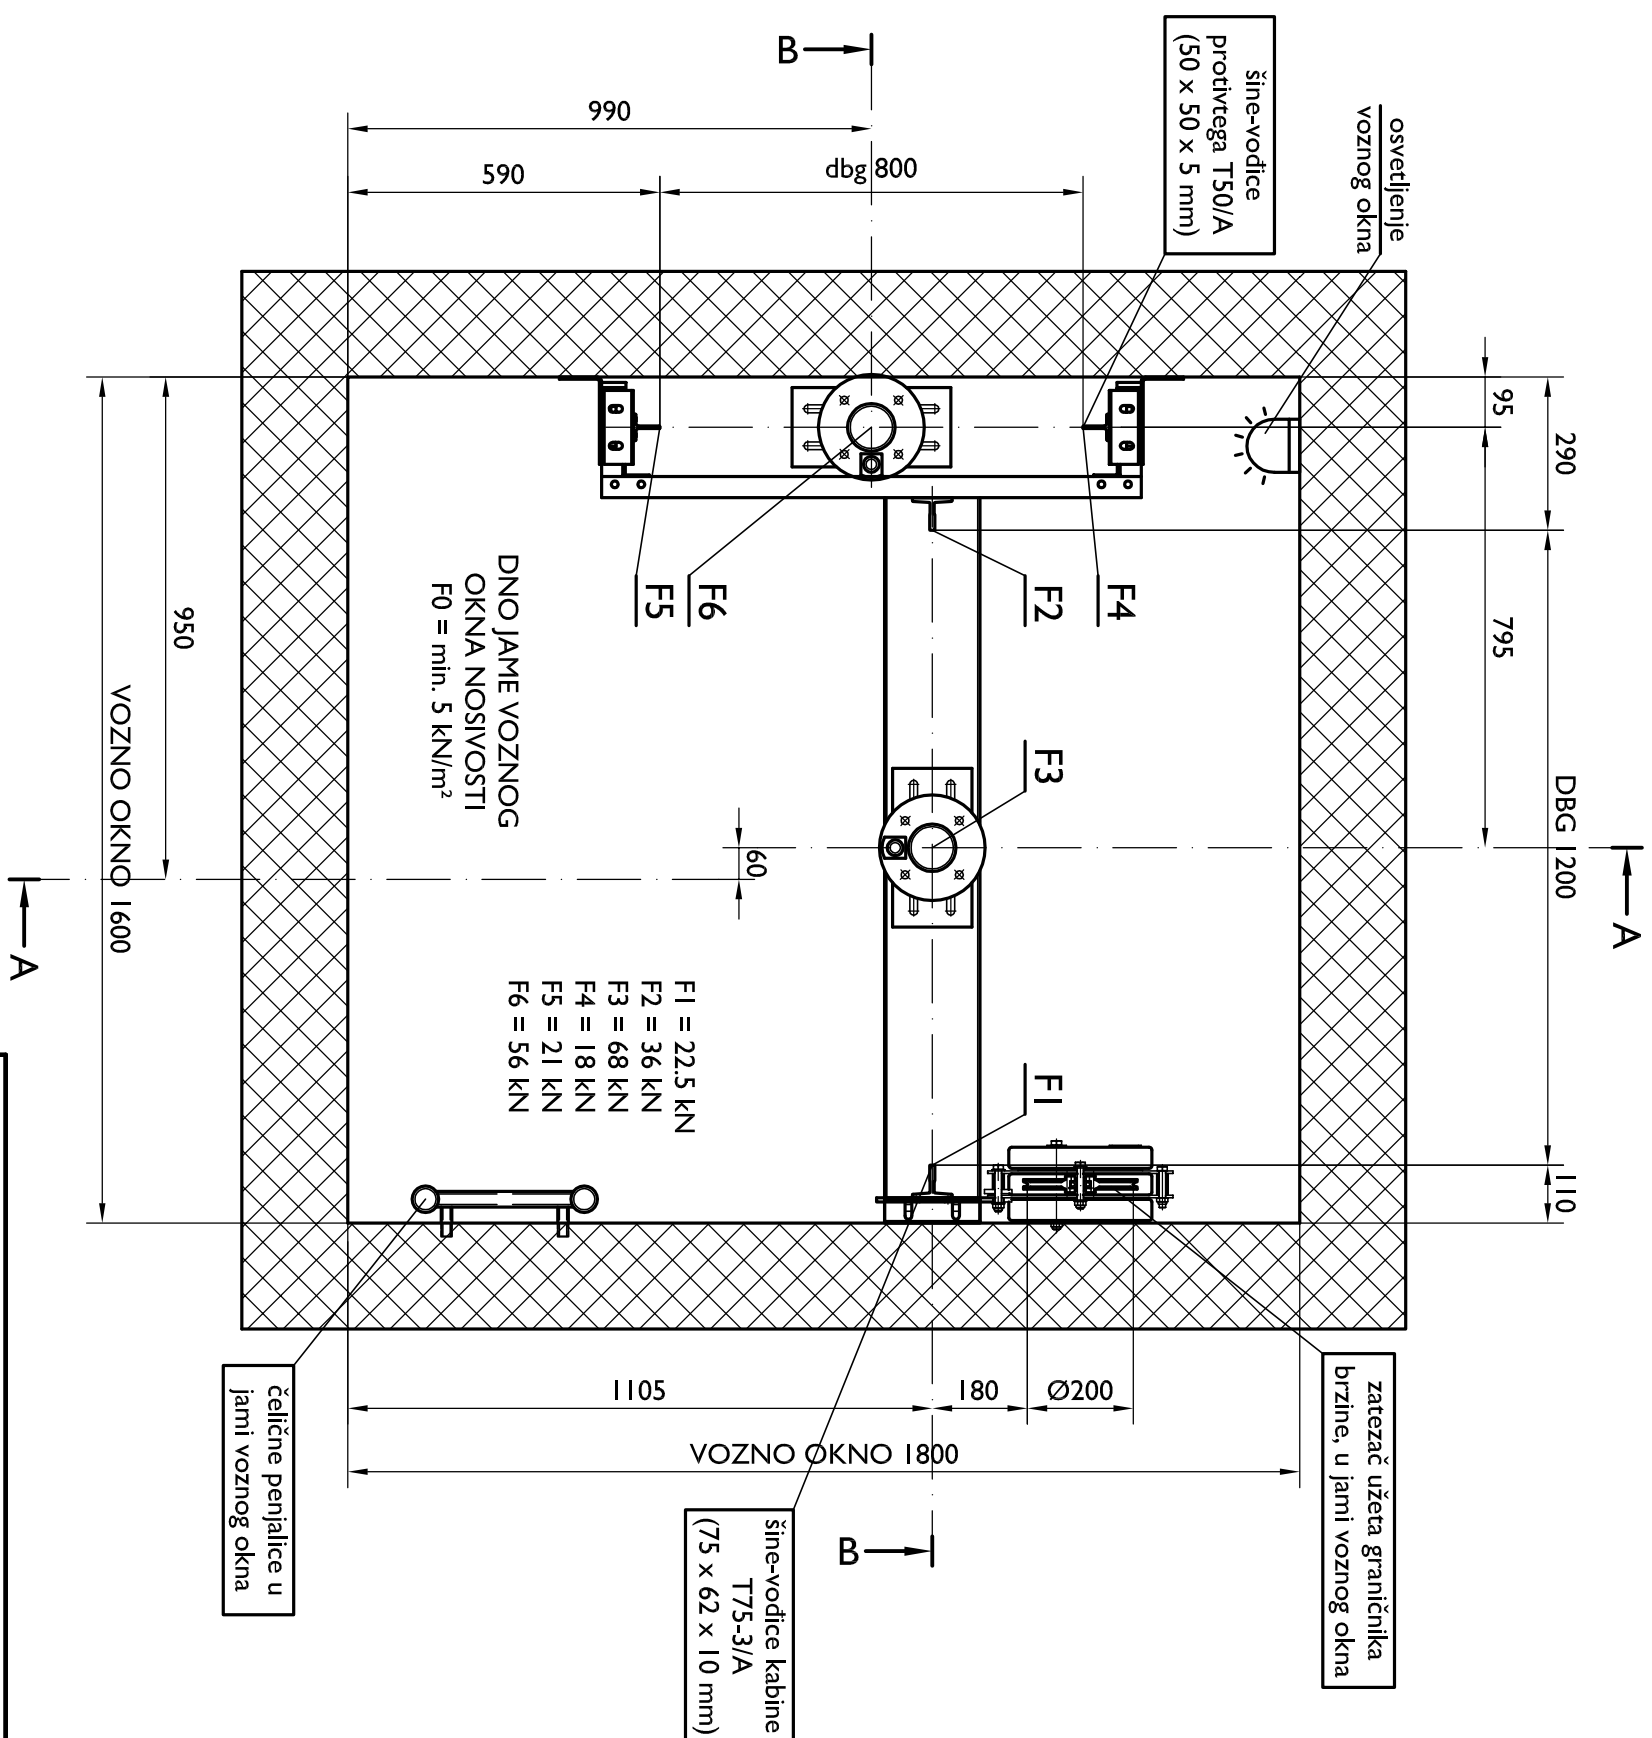 B
šine-vođice
protivtega T50/A
(50 x 50 x 5 mm)
osvetljenje
voznog okna
990
590
dbg 800
95
290
795
DBG 1200
110
A
F4
F2
F6
F5
F3
F1
DNO JAME VOZNOG
OKNA NOSIVOSTI
F0 = min. 5 kN/m²
60
F1 = 22.5 kN
F2 = 36 kN
F3 = 68 kN
F4 = 18 kN
F5 = 21 kN
F6 = 56 kN
950
VOZNO OKNO 1600
A
1105
180
Ø200
VOZNO OKNO 1800
B
čelične penjalice u
jami voznog okna
šine-vođice kabine
T75-3/A
(75 x 62 x 10 mm)
zatezač užeta graničnika
brzine, u jami voznog okna